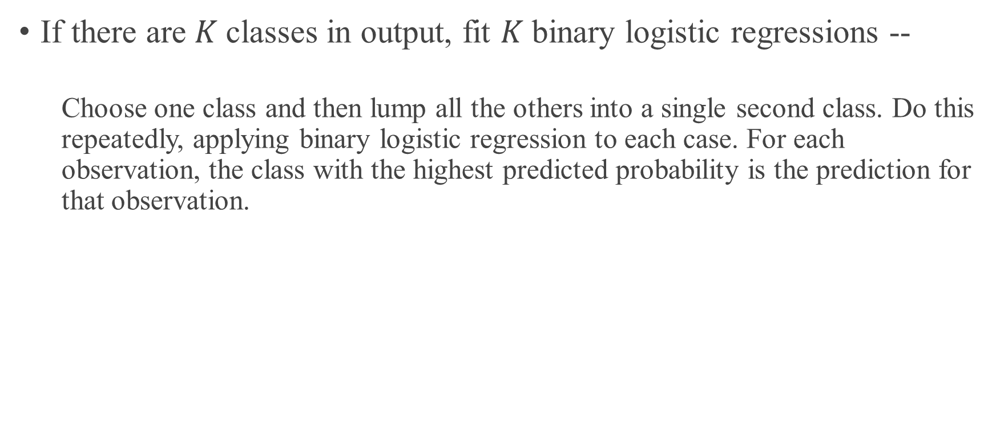 • If there are K classes in output, fit K binary logistic regressions --
Choose one class and then lump all the others into a single second class. Do this
repeatedly, applying binary logistic regression to each case. For each
observation, the class with the highest predicted probability is the prediction for
that observation.